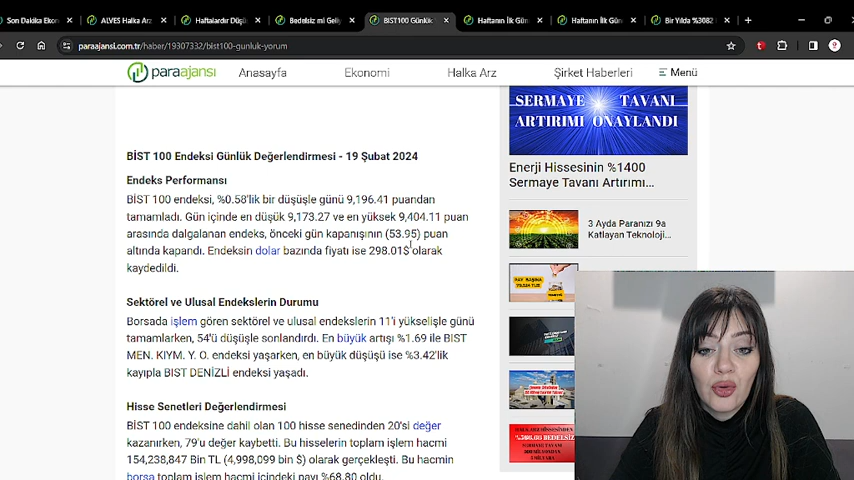 Son Dakika Ekon
ALVES Halka Arz
Haftalardır Düşü
Bedelsiz mi Geliy
BIST100 Günlük
Haftanın İlk Gün
Haftanın İlk Gün
Bir Yılda %3082
paraajansi.com.tr/haber/19307332/bist100-gunluk-yorum
paraajansı
Anasayfa
Ekonomi
Halka Arz
Şirket Haberleri
Menü
BİST 100 Endeksi Günlük Değerlendirmesi - 19 Şubat 2024
Endeks Performansı
BİST 100 endeksi, %0.58'lik bir düşüşle günü 9,196.41 puandan
tamamladı. Gün içinde en düşük 9,173.27 ve en yüksek 9,404.11 puan
arasında dalgalanan endeks, önceki gün kapanışının (53.95) puan
altında kapandı. Endeksin dolar bazında fiyatı ise 298.01$ olarak
kaydedildi.
Sektörel ve Ulusal Endekslerin Durumu
Borsada işlem gören sektörel ve ulusal endekslerin 11'i yükselişle günü
tamamlarken, 54'ü düşüşle sonlandırdı. En büyük artışı %1.69 ile BIST
MEN. KIYM. Y. O. endeksi yaşarken, en büyük düşüşü ise %3.42'lik
kayıpla BIST DENİZLİ endeksi yaşadı.
Hisse Senetleri Değerlendirmesi
BIST 100 endeksine dahil olan 100 hisse senedinden 20'si değer
kazanırken, 79'u değer kaybetti. Bu hisselerin toplam işlem hacmi
154,238,847 Bin TL (4,998,099 bin $) olarak gerçekleşti. Bu hacmin
borsa toplam işlem hacmi içindeki payı %68.80 oldu.
SERMAYE TAVANI
ARTIRIMI ONAYLANDI
Enerji Hissesinin %1400
Sermaye Tavanı Artırımı...
3 Ayda Paranızı 9a
Katlayan Teknoloji...